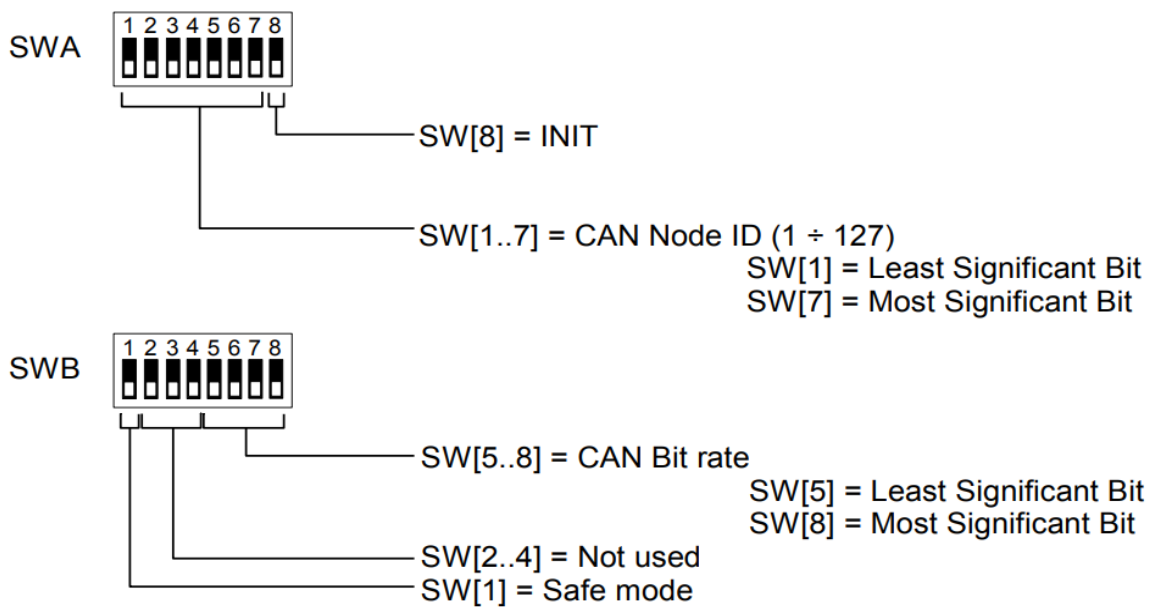 SWA
1 2 3 4 5 6 7 8
SW[8] = INIT
SW[1..7] = CAN Node ID (1 ÷ 127)
SW[1] = Least Significant Bit
SW[7] = Most Significant Bit
SWB
1 2 3 4 5 6 7 8
SW[5..8] = CAN Bit rate
SW[5] = Least Significant Bit
SW[8] = Most Significant Bit
SW[2..4] = Not used
SW[1] = Safe mode